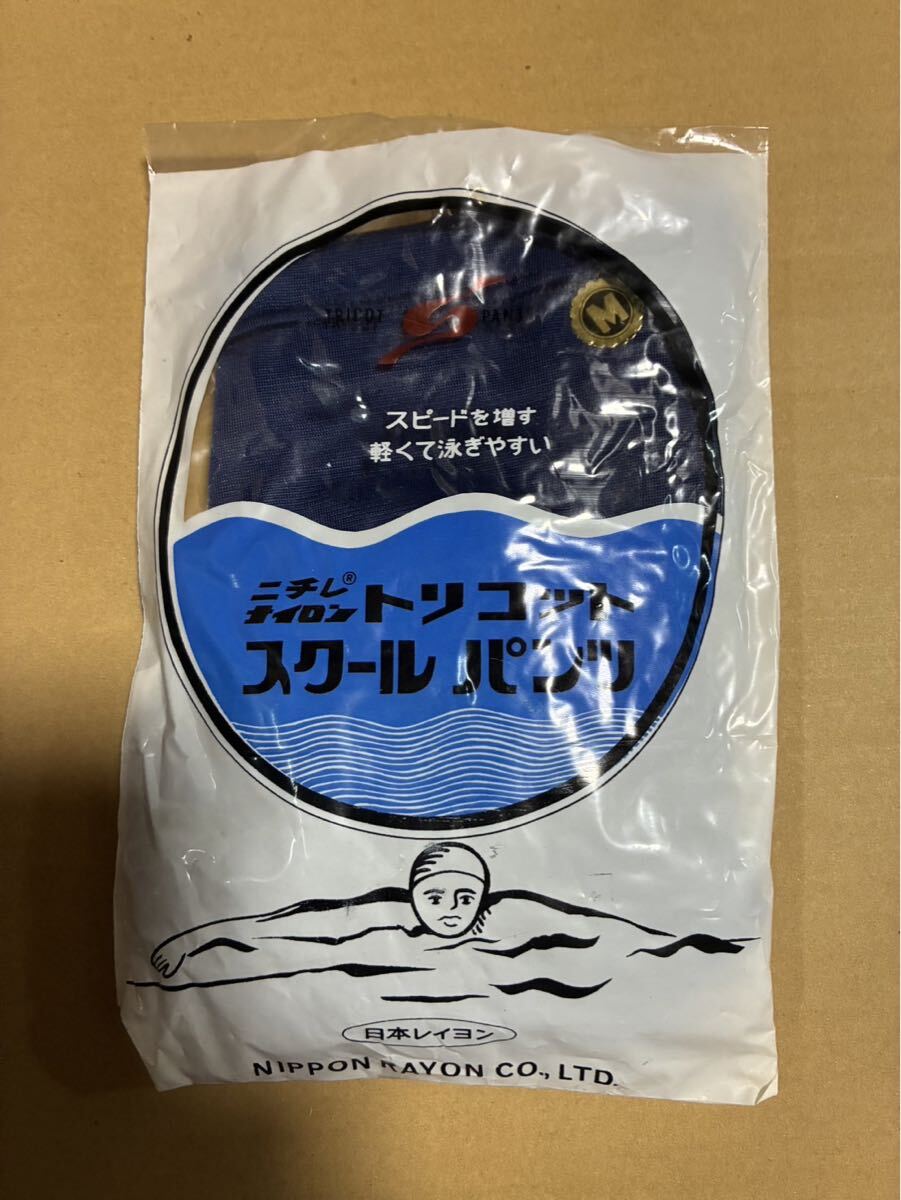 TRICOT PANT
M
スピードを増す
軽くて泳ぎやすい
ニチレ®
ナイロン トリコット
スクール パンツ
日本レイヨン
NIPPON RAYON CO., LTD.